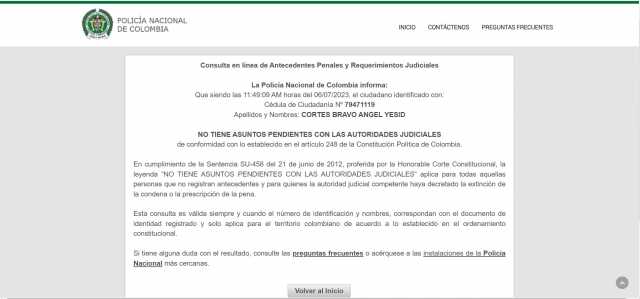 POLICÍA NACIONAL
DE COLOMBIA
INICIO CONTÁCTENOS PREGUNTAS FRECUENTES
Consulta en línea de Antecedentes Penales y Requerimientos Judiciales
La Policía Nacional de Colombia informa:
Que siendo las 11:49:09 AM horas del 06/07/2023, el ciudadano identificado con:
Cédula de Ciudadanía Nº 79471119
Apellidos y Nombres: CORTES BRAVO ANGEL YESID
NO TIENE ASUNTOS PENDIENTES CON LAS AUTORIDADES JUDICIALES
de conformidad con lo establecido en el artículo 248 de la Constitución Política de Colombia.
En cumplimiento de la Sentencia SU-458 del 21 de junio de 2012, proferida por la Honorable Corte Constitucional, la
leyenda "NO TIENE ASUNTOS PENDIENTES CON LAS AUTORIDADES JUDICIALES" aplica para todas aquellas
personas que no registran antecedentes y para quienes la autoridad judicial competente haya decretado la extinción de
la condena o la prescripción de la pena.
Esta consulta es válida siempre y cuando el número de identificación y nombres, correspondan con el documento de
identidad registrado y solo aplica para el territorio colombiano de acuerdo a lo establecido en el ordenamiento
constitucional.
Si tiene alguna duda con el resultado, consulte las preguntas frecuentes o acérquese a las instalaciones de la Policía
Nacional más cercanas.
Volver al Inicio